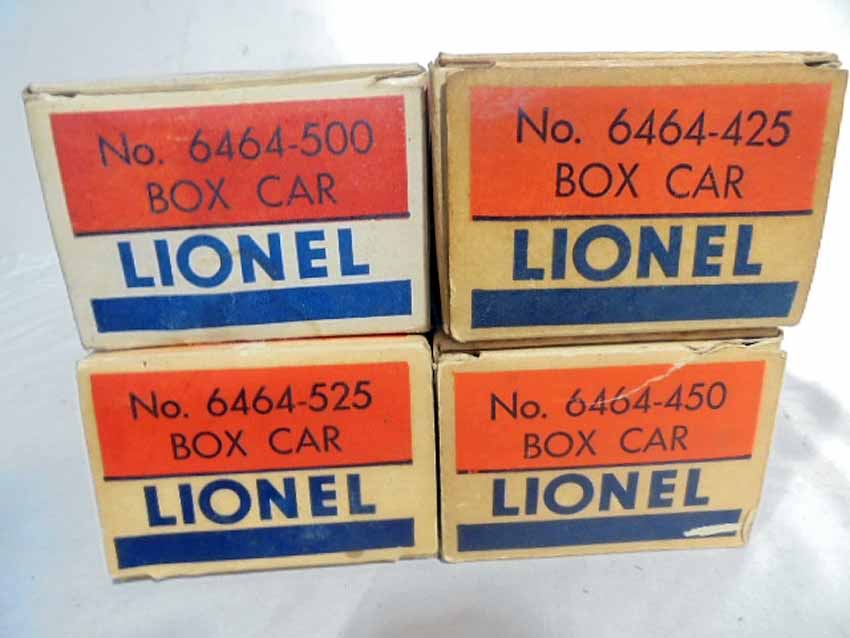 No. 6464-500
BOX CAR
LIONEL
No. 6464-425
BOX CAR
LIONEL
No. 6464-525
BOX CAR
LIONEL
No. 6464-450
BOX CAR
LIONEL